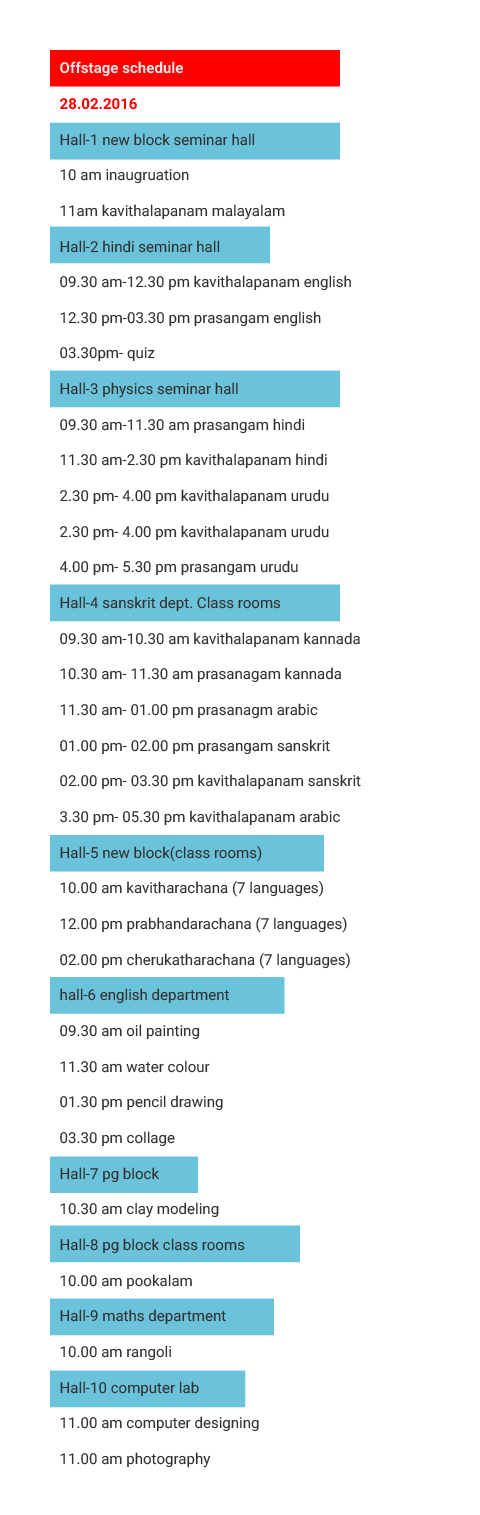 Offstage schedule
28.02.2016
Hall-1 new block seminar hall
10 am inaugruation
11am kavithalapanam malayalam
Hall-2 hindi seminar hall
09.30 am-12.30 pm kavithalapanam english
12.30 pm-03.30 pm prasangam english
03.30pm- quiz
Hall-3 physics seminar hall
09.30 am-11.30 am prasangam hindi
11.30 am-2.30 pm kavithalapanam hindi
2.30 pm- 4.00 pm kavithalapanam urudu
2.30 pm- 4.00 pm kavithalapanam urudu
4.00 pm- 5.30 pm prasangam urudu
Hall-4 sanskrit dept. Class rooms
09.30 am-10.30 am kavithalapanam kannada
10.30 am- 11.30 am prasanagam kannada
11.30 am- 01.00 pm prasanagm arabic
01.00 pm- 02.00 pm prasangam sanskrit
02.00 pm- 03.30 pm kavithalapanam sanskrit
3.30 pm- 05.30 pm kavithalapanam arabic
Hall-5 new block(class rooms)
10.00 am kavitharachana (7 languages)
12.00 pm prabhandarachana (7 languages)
02.00 pm cherukatharachana (7 languages)
hall-6 english department
09.30 am oil painting
11.30 am water colour
01.30 pm pencil drawing
03.30 pm collage
Hall-7 pg block
10.30 am clay modeling
Hall-8 pg block class rooms
10.00 am pookalam
Hall-9 maths department
10.00 am rangoli
Hall-10 computer lab
11.00 am computer designing
11.00 am photography